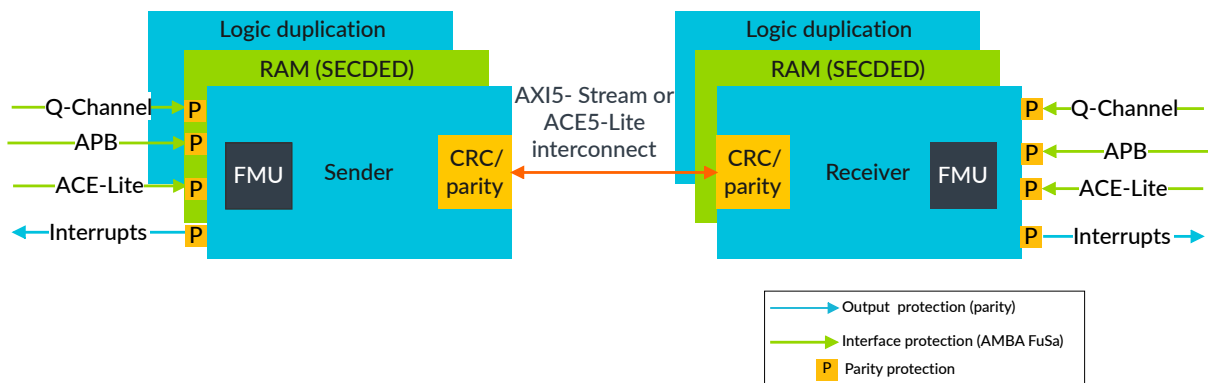 Logic duplication
RAM (SECDED)
Q-Channel
P
APB
P
ACE-Lite
P
Interrupts
P
FMU
Sender
CRC/
parity
AXI5- Stream or
ACE5-Lite
interconnect
Logic duplication
RAM (SECDED)
CRC/
parity
Receiver
FMU
P
Q-Channel
P
APB
P
ACE-Lite
P
Interrupts
Output protection (parity)
Interface protection (AMBA FuSa)
P
Parity protection